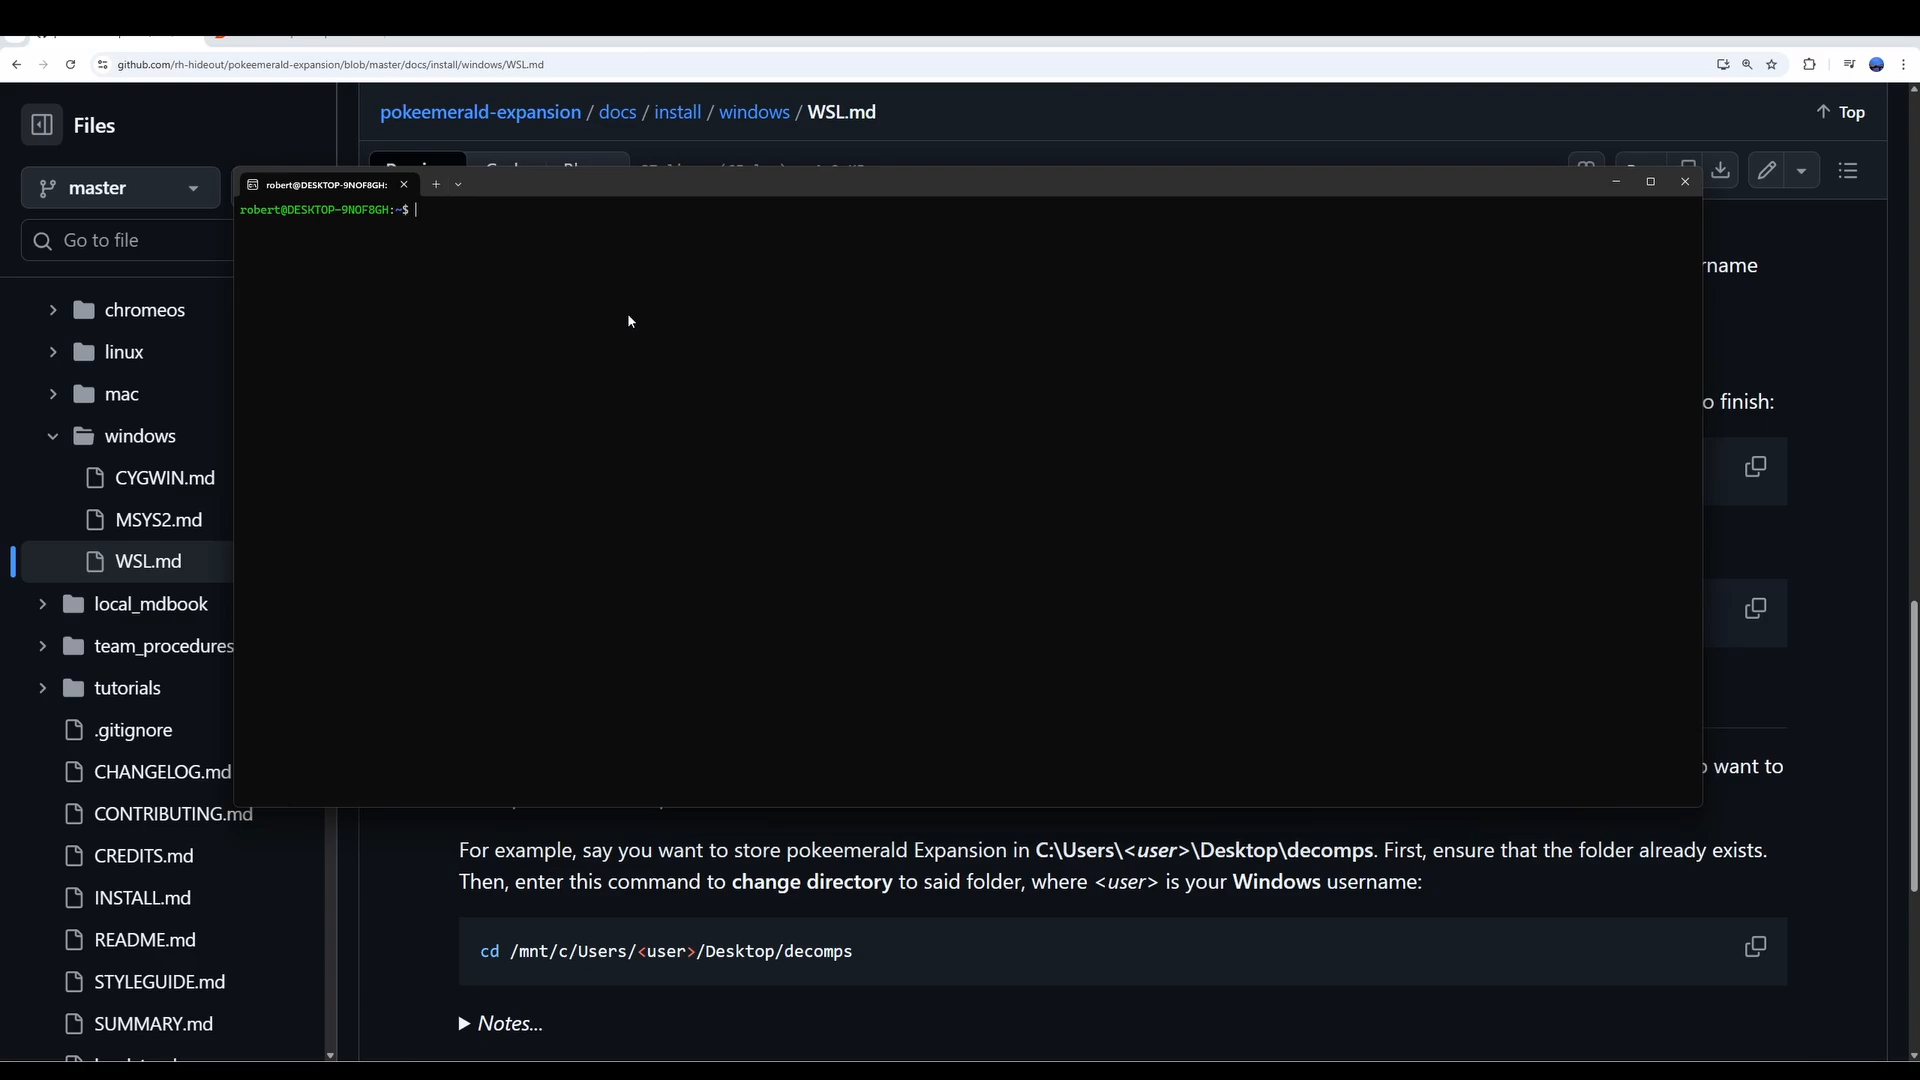 github.com/rh-hideout/pokeemerald-expansion/blob/master/docs/install/windows/WSL.md
Files
pokeemerald-expansion / docs / install / windows / WSL.md
Top
master
robert@DESKTOP-9NOF8GH:
robert@DESKTOP-9NOF8GH:~$
Go to file
rname
chromeos
linux
mac
o finish:
windows
CYGWIN.md
MSYS2.md
WSL.md
local_mdbook
team_procedures
tutorials
.gitignore
o want to
CHANGELOG.md
CONTRIBUTING.md
For example, say you want to store pokeemerald Expansion in C:\Users\<user>\Desktop\decomps. First, ensure that the folder already exists.
CREDITS.md
Then, enter this command to change directory to said folder, where <user> is your Windows username:
INSTALL.md
README.md
cd /mnt/c/Users/<user>/Desktop/decomps
STYLEGUIDE.md
SUMMARY.md
Notes...